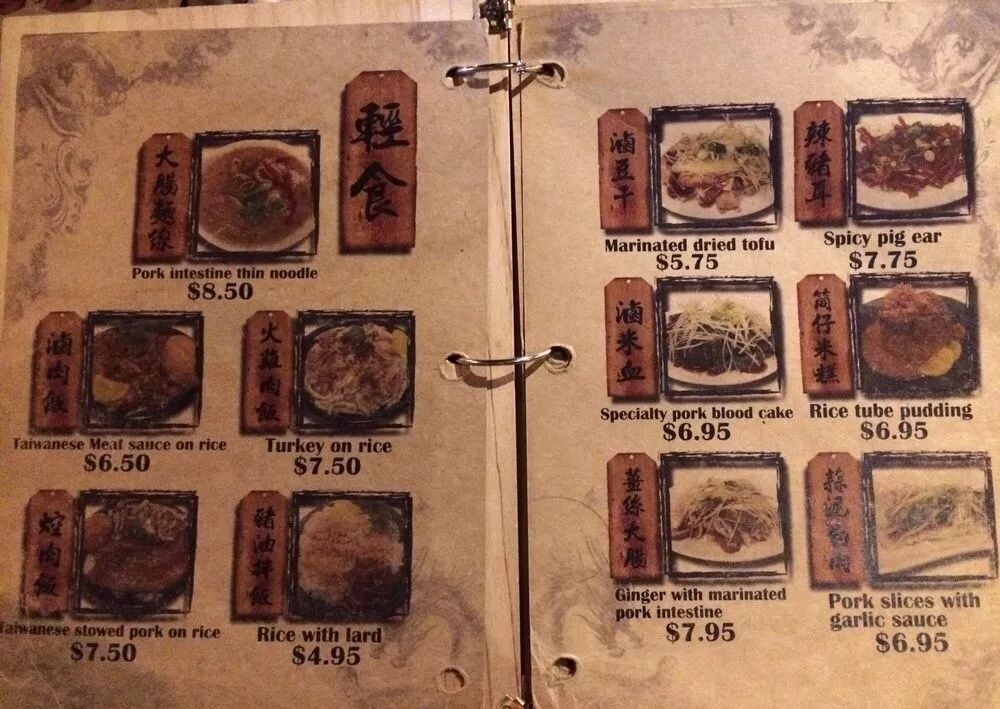 輕食
大腸麵線
Pork intestine thin noodle
$8.50
滷肉飯
Taiwanese Meat sauce on rice
$6.50
火雞肉飯
Turkey on rice
$7.50
焢肉飯
Taiwanese stowed pork on rice
$7.50
豬油拌飯
Rice with lard
$4.95
滷豆干
Marinated dried tofu
$5.75
辣豬耳
Spicy pig ear
$7.75
滷米血
Specialty pork blood cake
$6.95
筒仔米糕
Rice tube pudding
$6.95
薑絲大腸
Ginger with marinated
pork intestine
$7.95
蒜泥白肉
Pork slices with
garlic sauce
$6.95